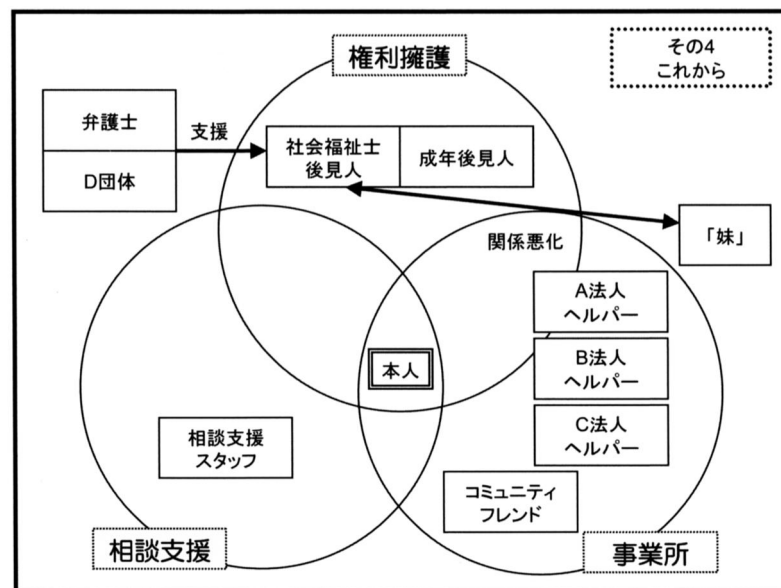 その4
これから
権利擁護
弁護士
D団体
支援
社会福祉士
後見人
成年後見人
「妹」
関係悪化
A法人
ヘルパー
B法人
ヘルパー
C法人
ヘルパー
本人
相談支援
スタッフ
コミュニティ
フレンド
相談支援
事業所